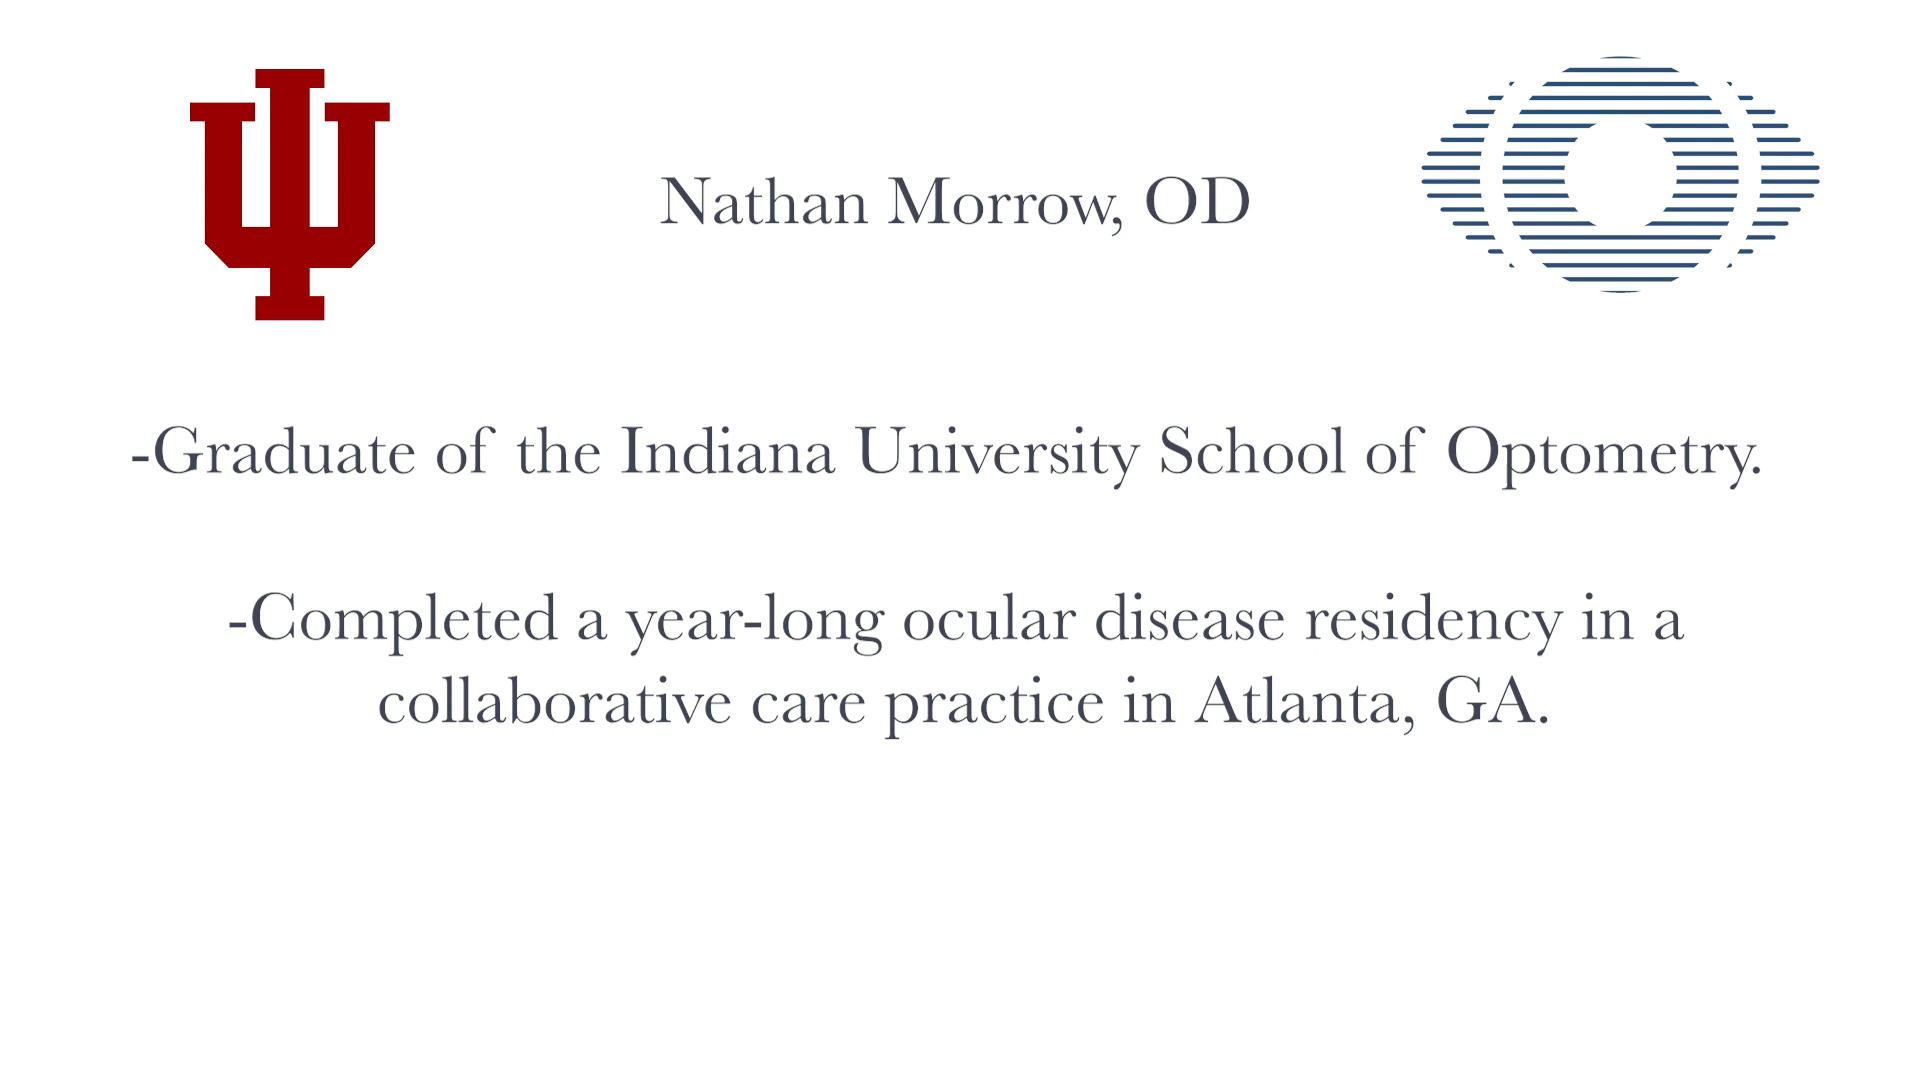 Nathan Morrow, OD
-Graduate of the Indiana University School of Optometry.
-Completed a year-long ocular disease residency in a
collaborative care practice in Atlanta, GA.